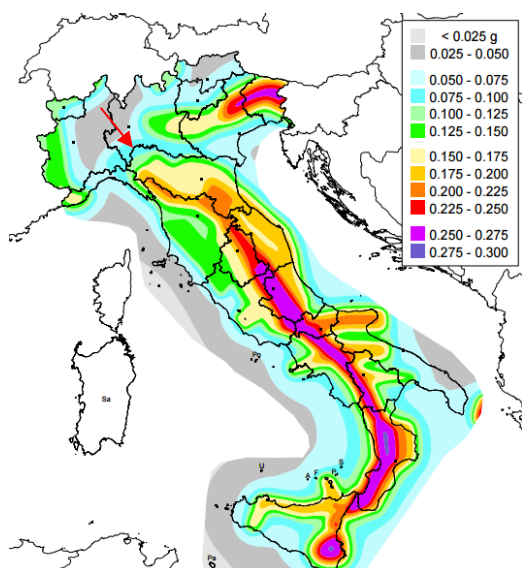 < 0.025 g
0.025 - 0.050
0.050 - 0.075
0.075 - 0.100
0.100 - 0.125
0.125 - 0.150
0.150 - 0.175
0.175 - 0.200
0.200 - 0.225
0.225 - 0.250
0.250 - 0.275
0.275 - 0.300
Po
Sa
U
A
F
P
S
Pa